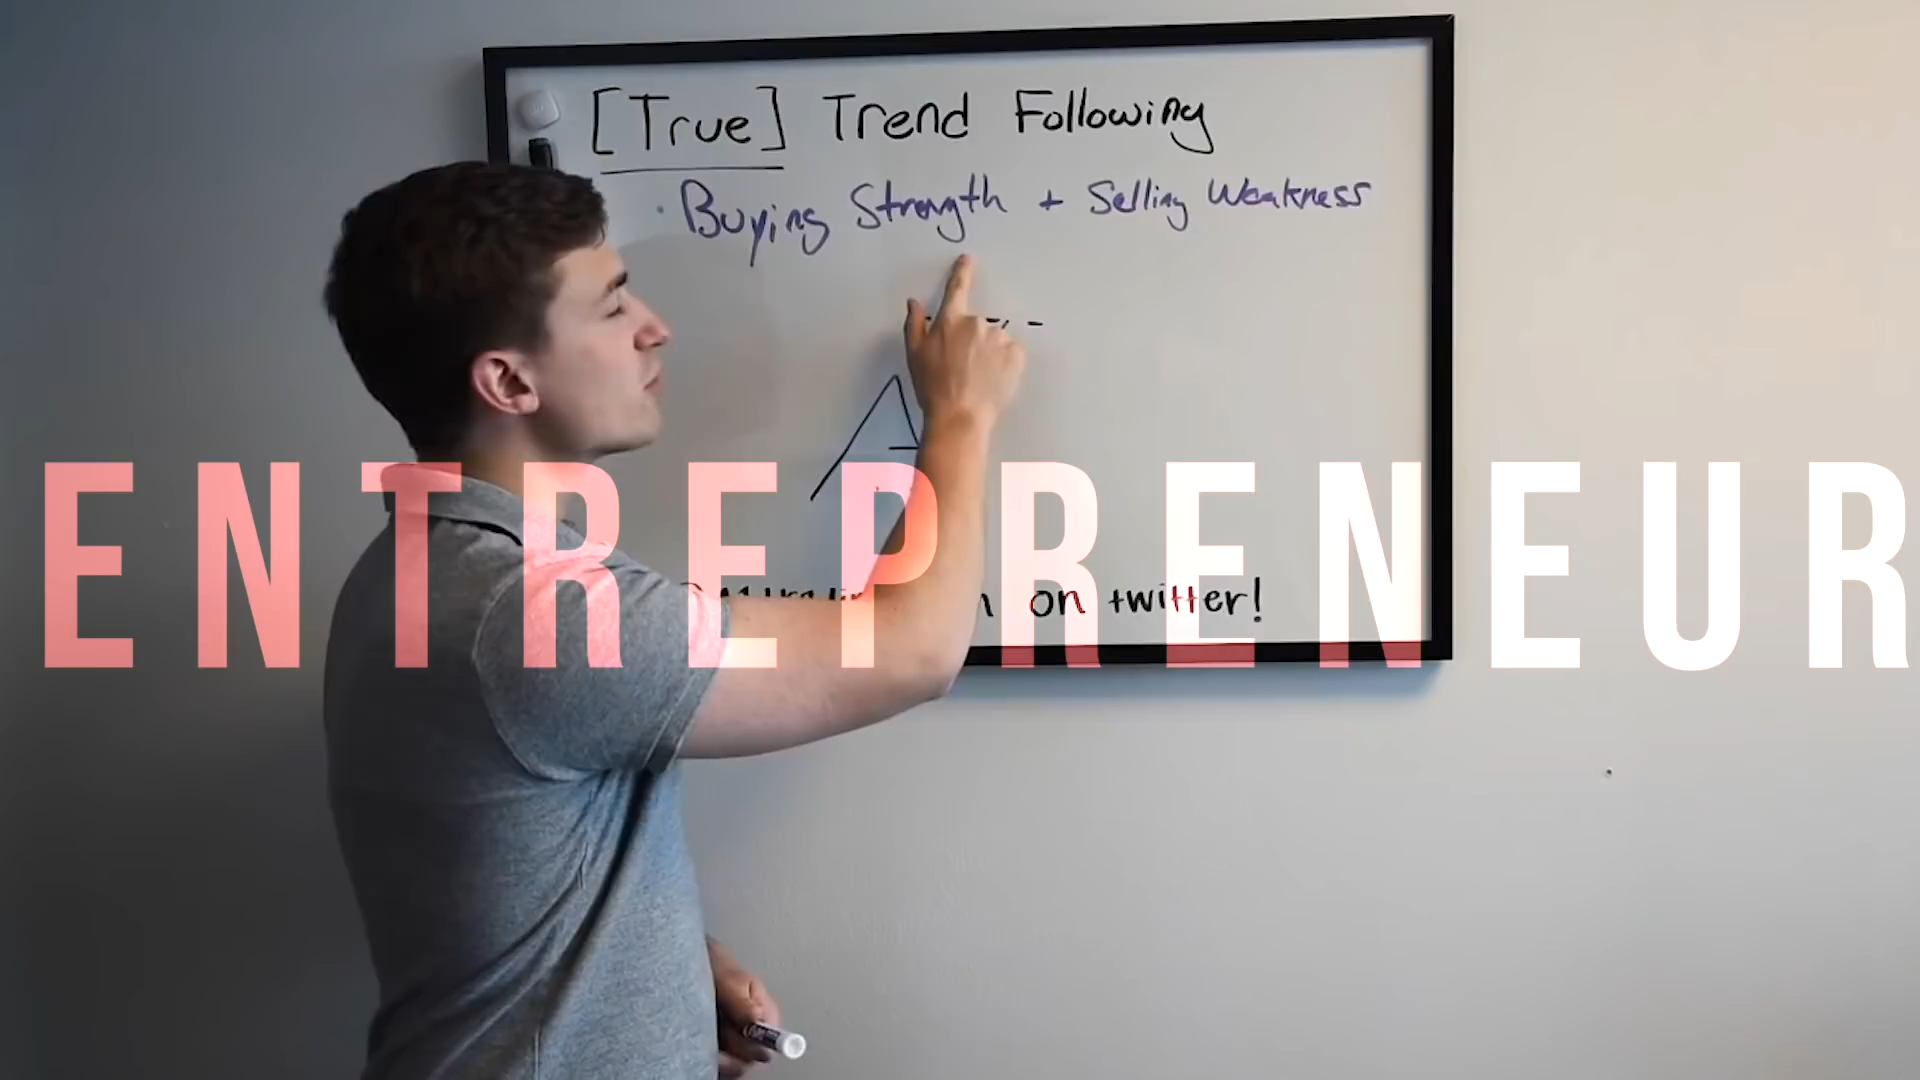 [True] Trend Following
· Buying Strength + Selling Weakness
ENTREPRENEUR
on twitter!